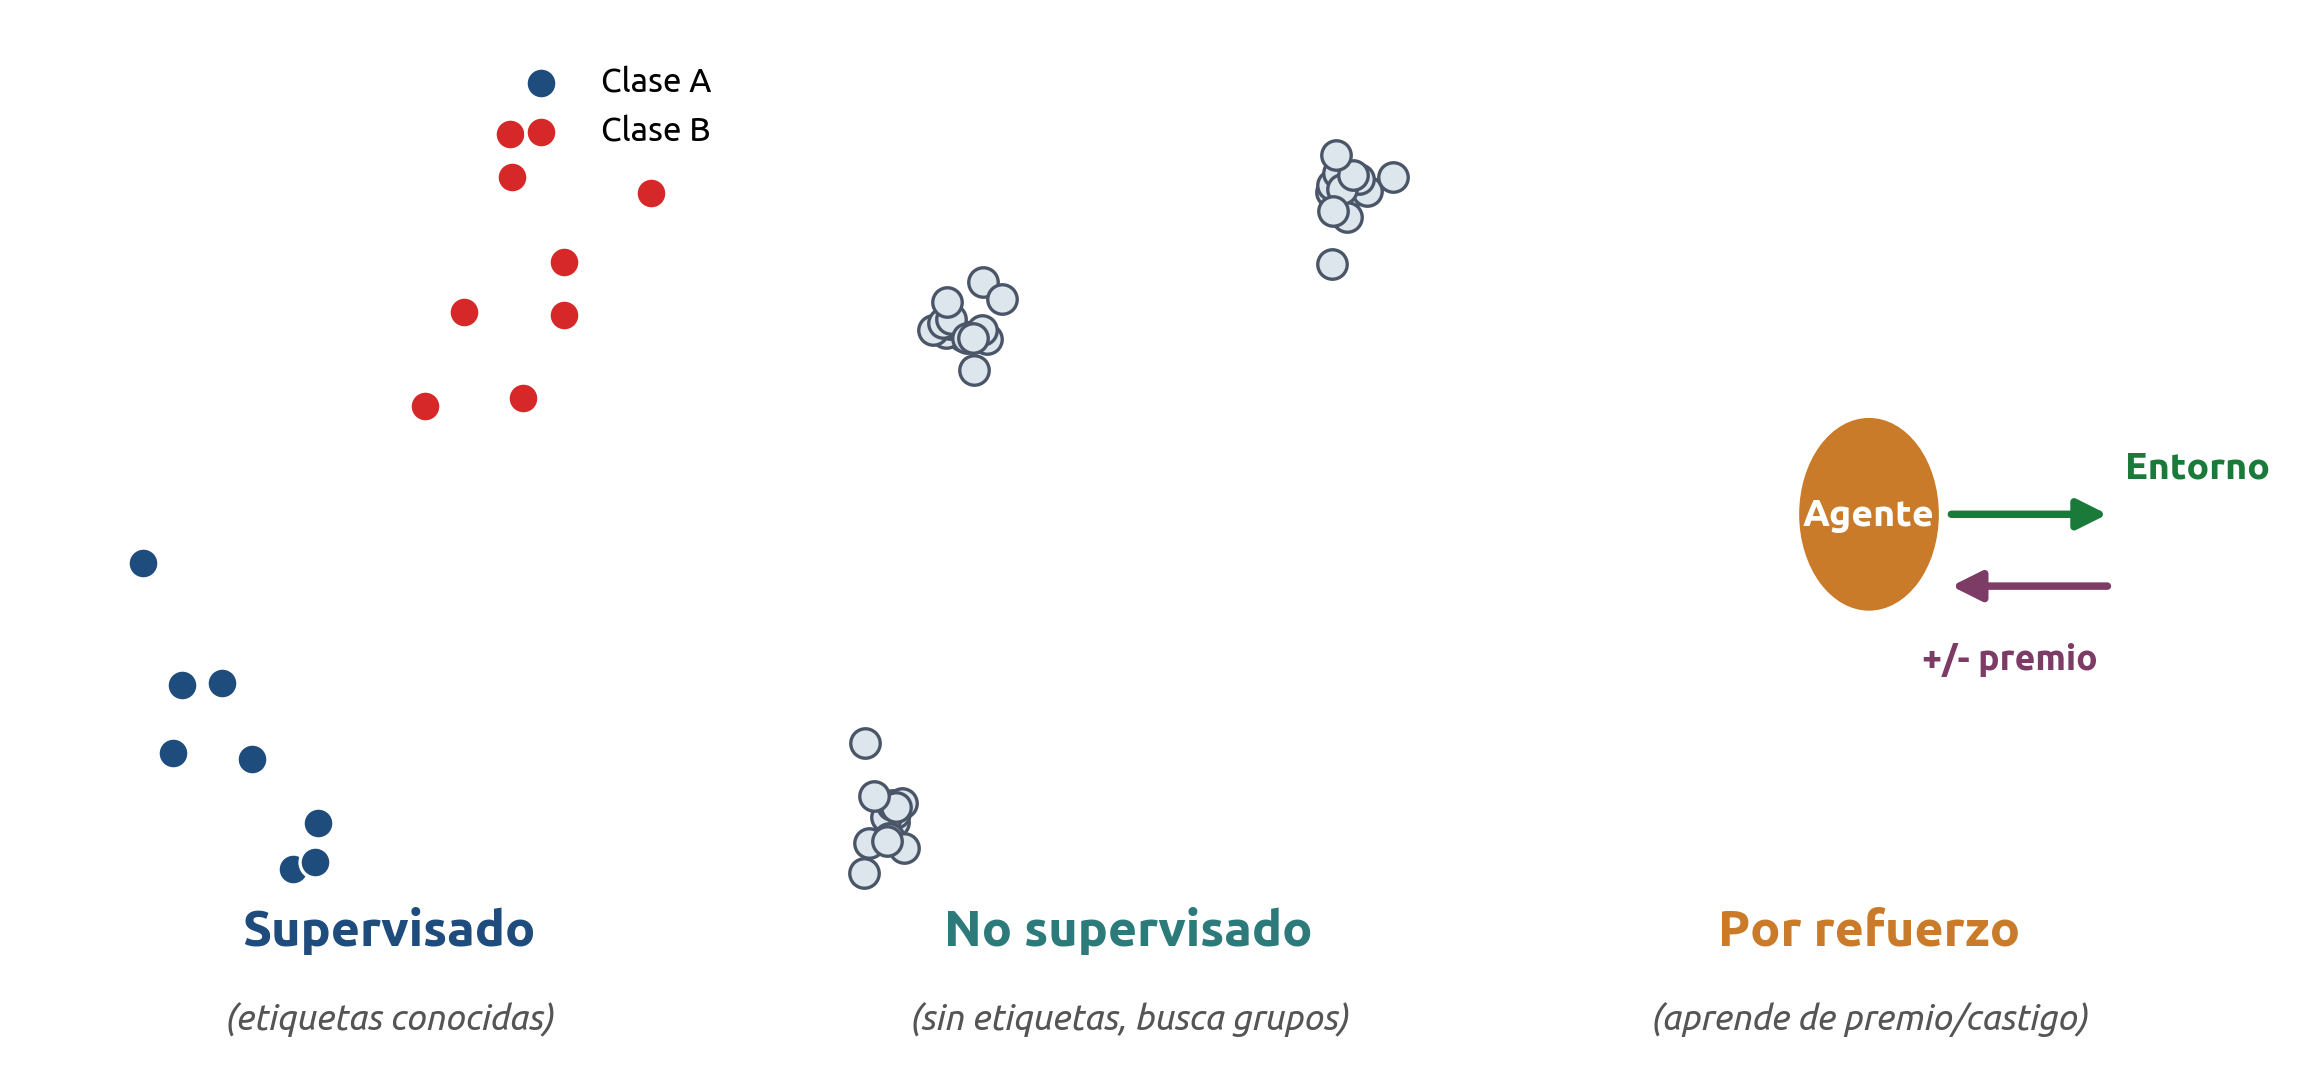 Clase A
Clase B
Agente
Entorno
+/- premio
Supervisado
(etiquetas conocidas)
No supervisado
(sin etiquetas, busca grupos)
Por refuerzo
(aprende de premio/castigo)